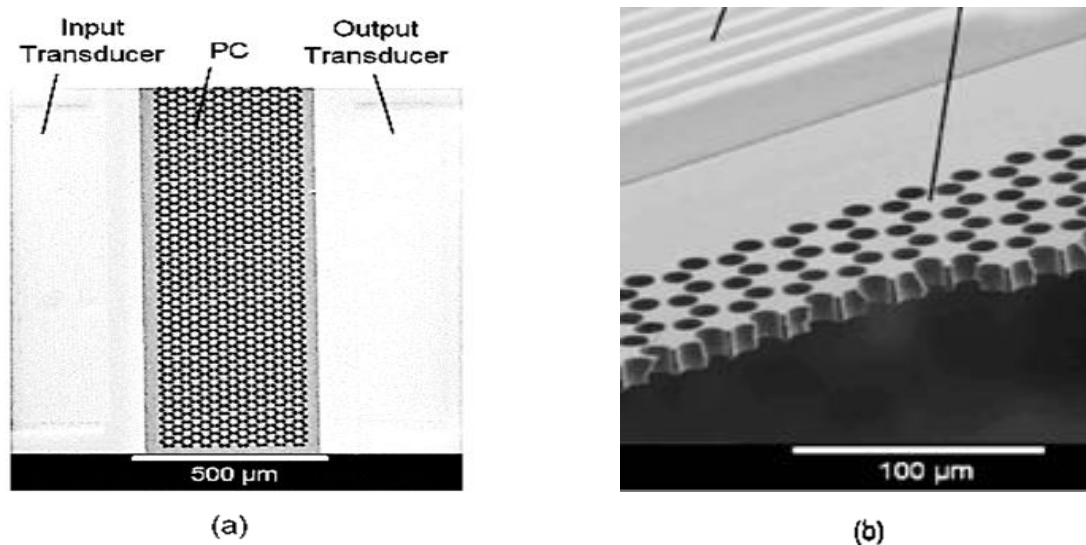 Input
Transducer
PC
Output
Transducer
500 µm
(a)
100 µm
(b)